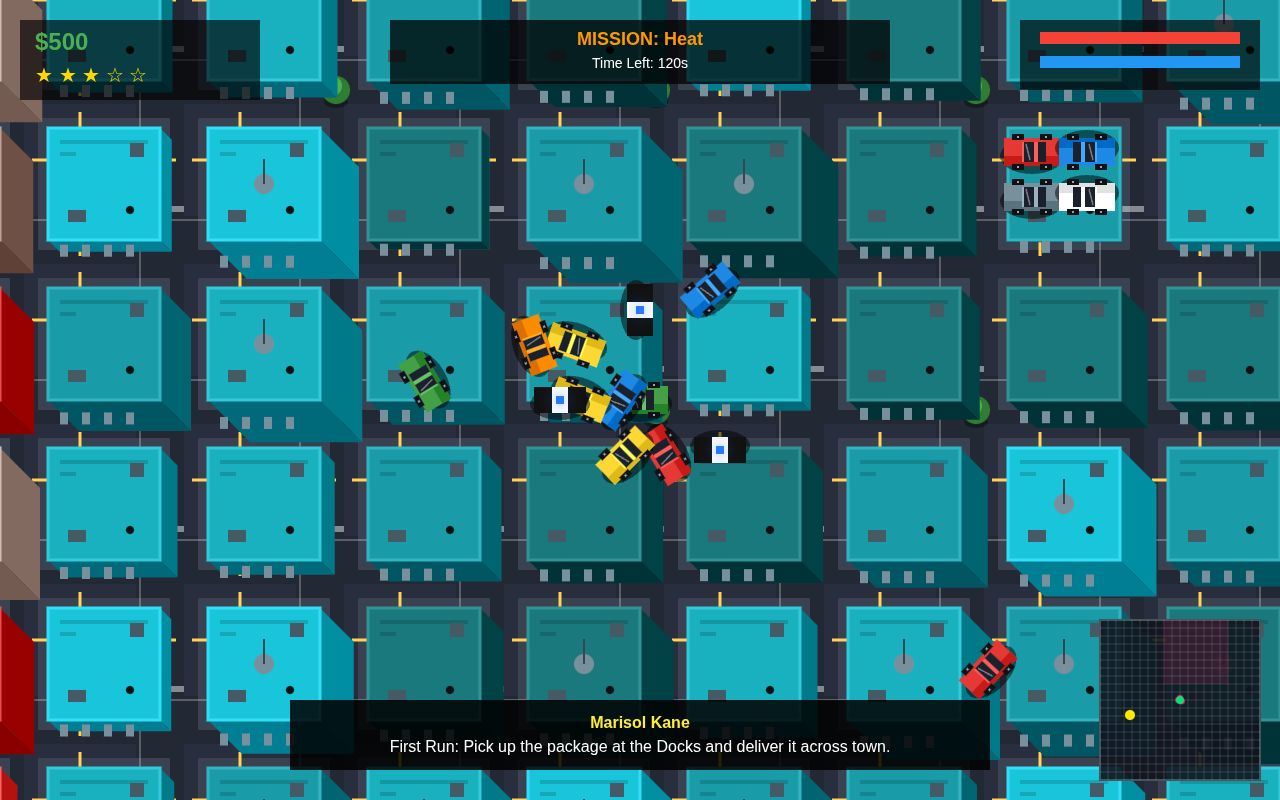 $500
★ ★ ★ ☆ ☆
MISSION: Heat
Time Left: 120s
Marisol Kane
First Run: Pick up the package at the Docks and deliver it across town.